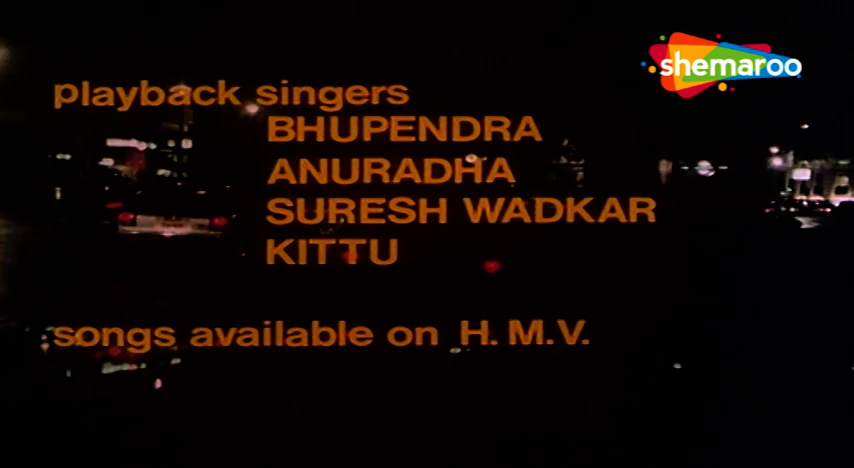 shemaroo
playback singers
BHUPENDRA
ANURADHA
SURESH WADKAR
KITTU
songs available on H. M.V.